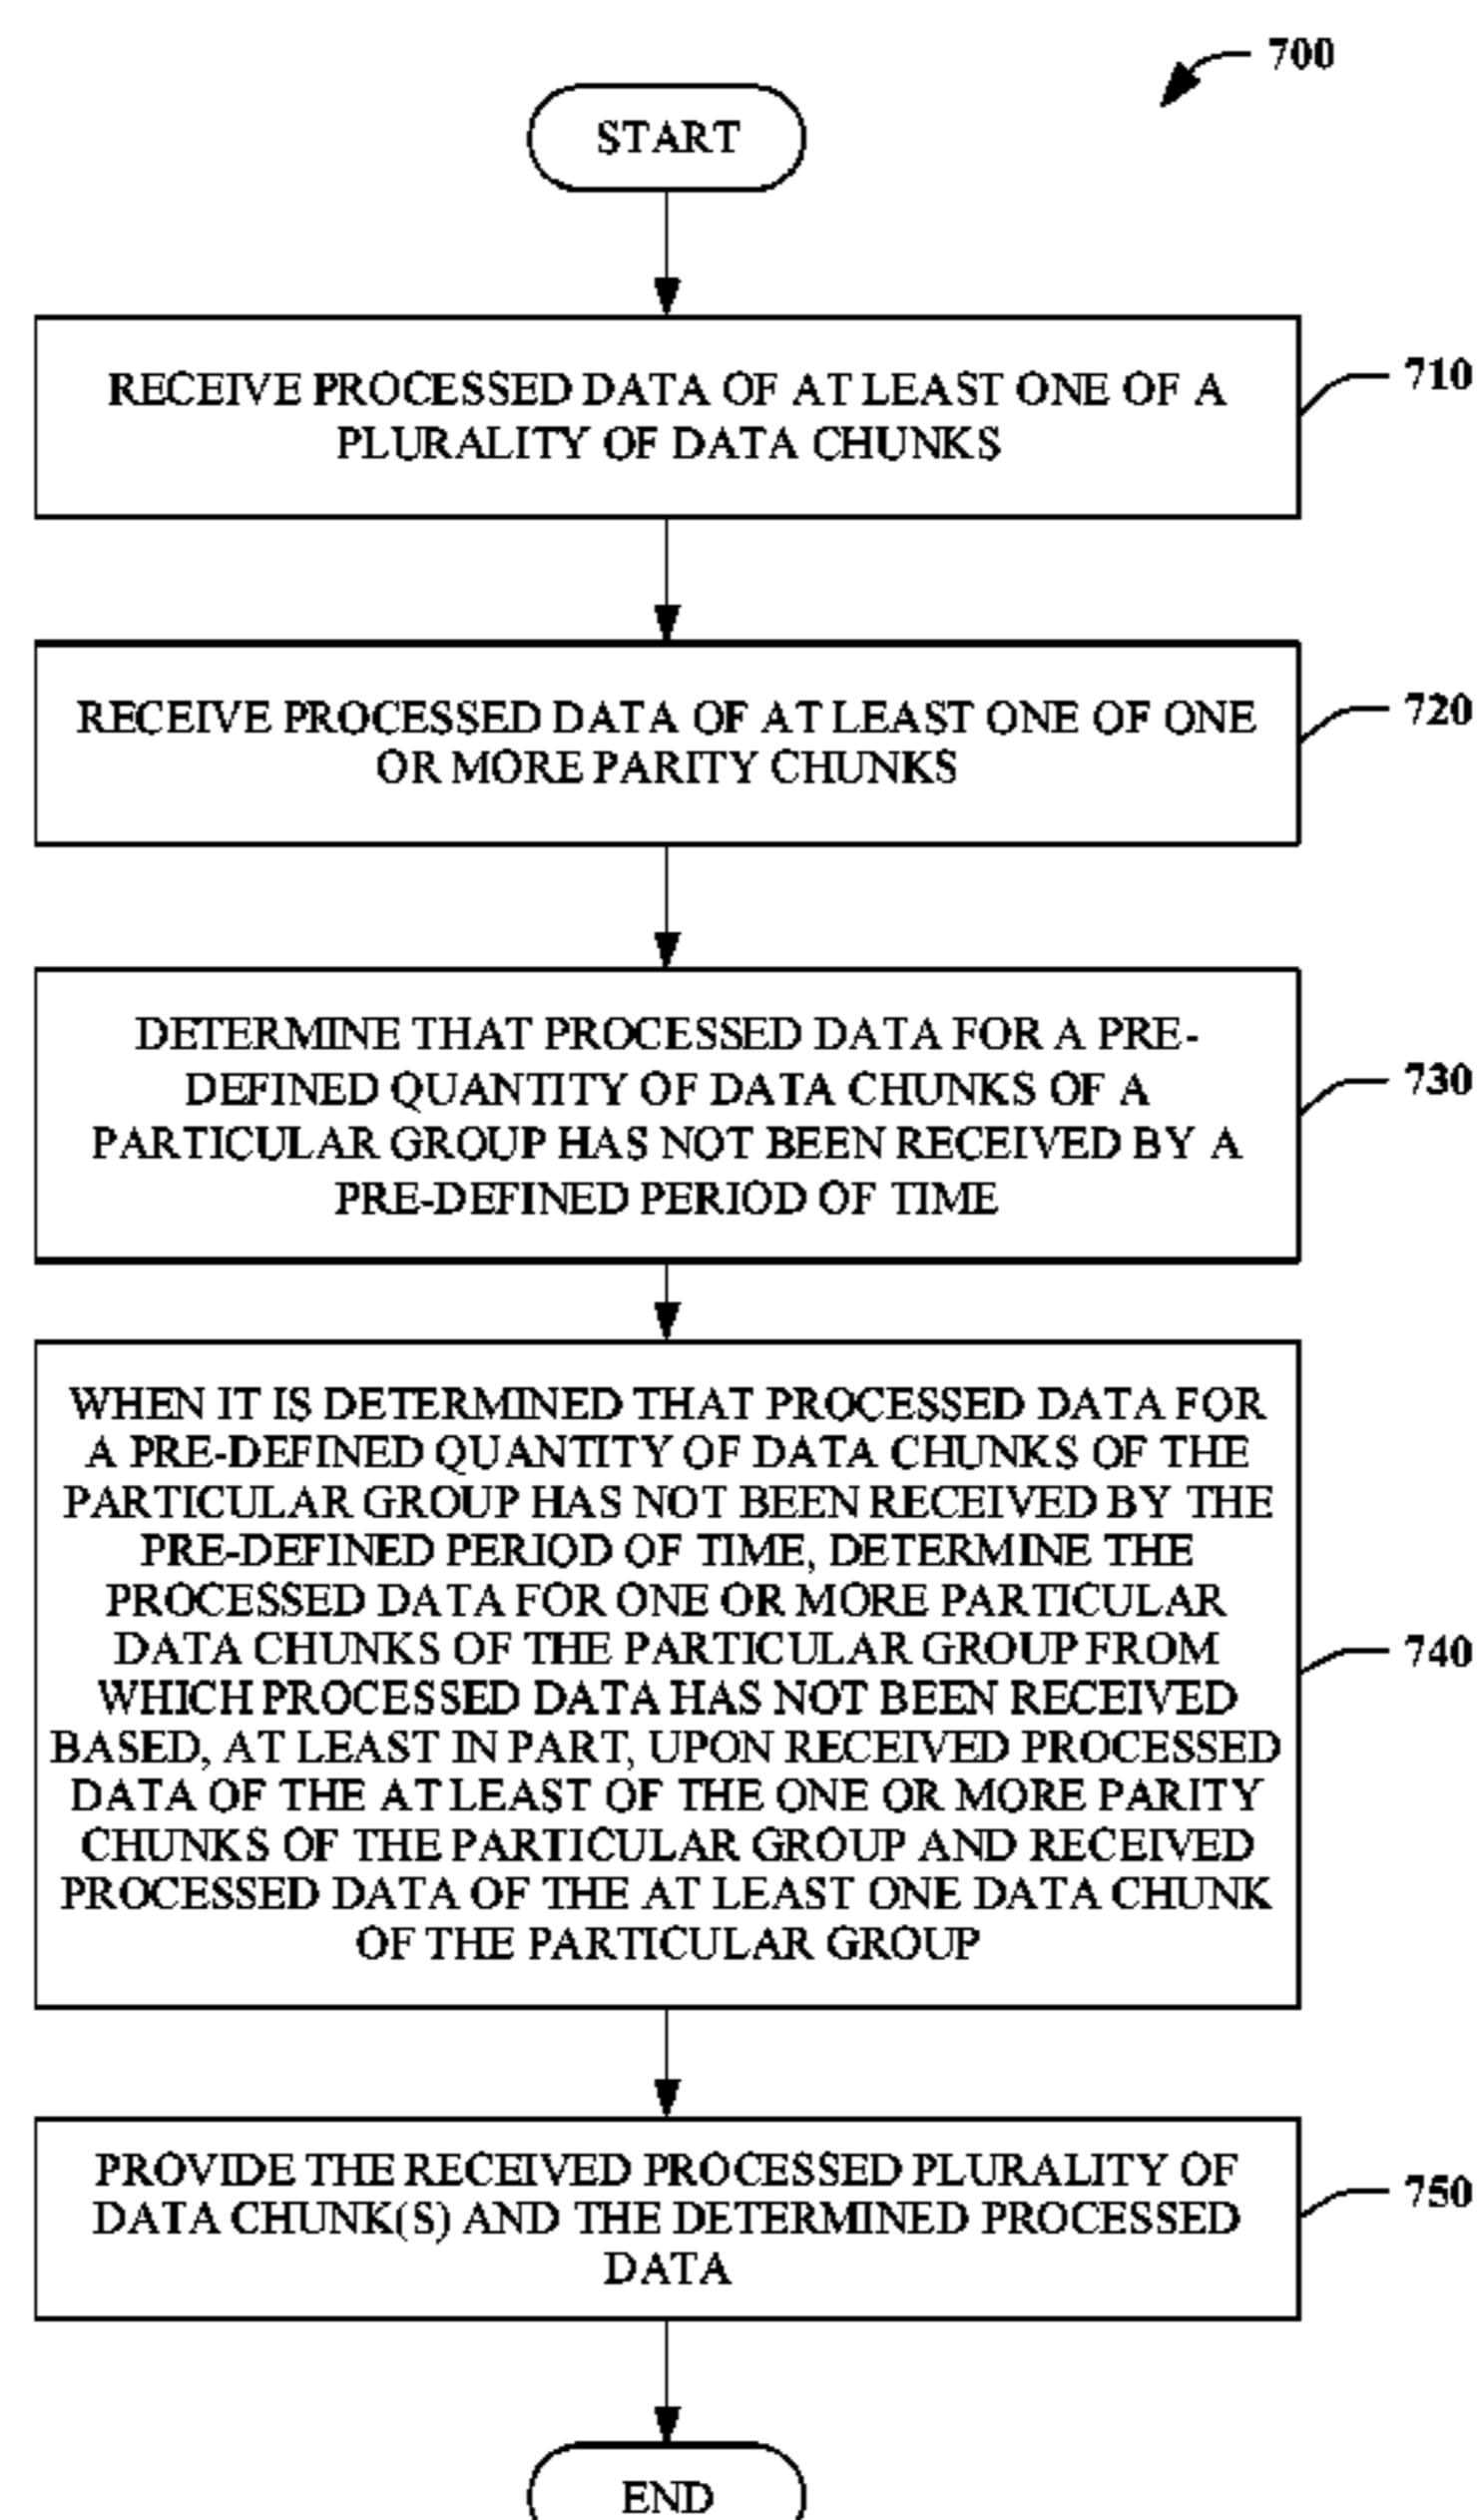 700
START
RECEIVE PROCESSED DATA OF AT LEAST ONE OF A
PLURALITY OF DATA CHUNKS
710
RECEIVE PROCESSED DATA OF AT LEAST ONE OF ONE
OR MORE PARITY CHUNKS
720
DETERMINE THAT PROCESSED DATA FOR A PRE-
DEFINED QUANTITY OF DATA CHUNKS OF A
PARTICULAR GROUP HAS NOT BEEN RECEIVED BY A
PRE-DEFINED PERIOD OF TIME
730
WHEN IT IS DETERMINED THAT PROCESSED DATA FOR
A PRE-DEFINED QUANTITY OF DATA CHUNKS OF THE
PARTICULAR GROUP HAS NOT BEEN RECEIVED BY THE
PRE-DEFINED PERIOD OF TIME, DETERMINE THE
PROCESSED DATA FOR ONE OR MORE PARTICULAR
DATA CHUNKS OF THE PARTICULAR GROUP FROM
WHICH PROCESSED DATA HAS NOT BEEN RECEIVED
BASED, AT LEAST IN PART, UPON RECEIVED PROCESSED
DATA OF THE AT LEAST OF THE ONE OR MORE PARITY
CHUNKS OF THE PARTICULAR GROUP AND RECEIVED
PROCESSED DATA OF THE AT LEAST ONE DATA CHUNK
OF THE PARTICULAR GROUP
740
PROVIDE THE RECEIVED PROCESSED PLURALITY OF
DATA CHUNK(S) AND THE DETERMINED PROCESSED
DATA
750
END